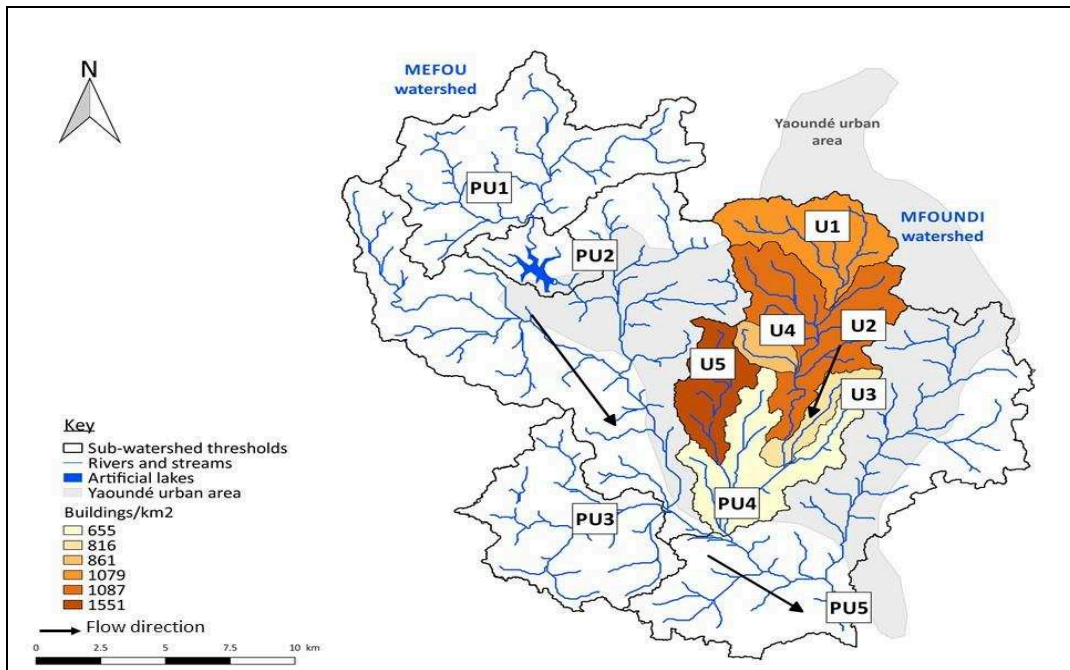 N
MEFOU
watershed
Yaoundé urban
area
PU1
U1
MFOUNDI
watershed
PU2
U4
U2
U5
U3
Key
Sub-watershed thresholds
Rivers and streams
Artificial lakes
Yaoundé urban area
Buildings/km2
655
816
861
1079
1087
1551
Flow direction
PU4
PU3
PU5
0 2.5 5 7.5 10 km